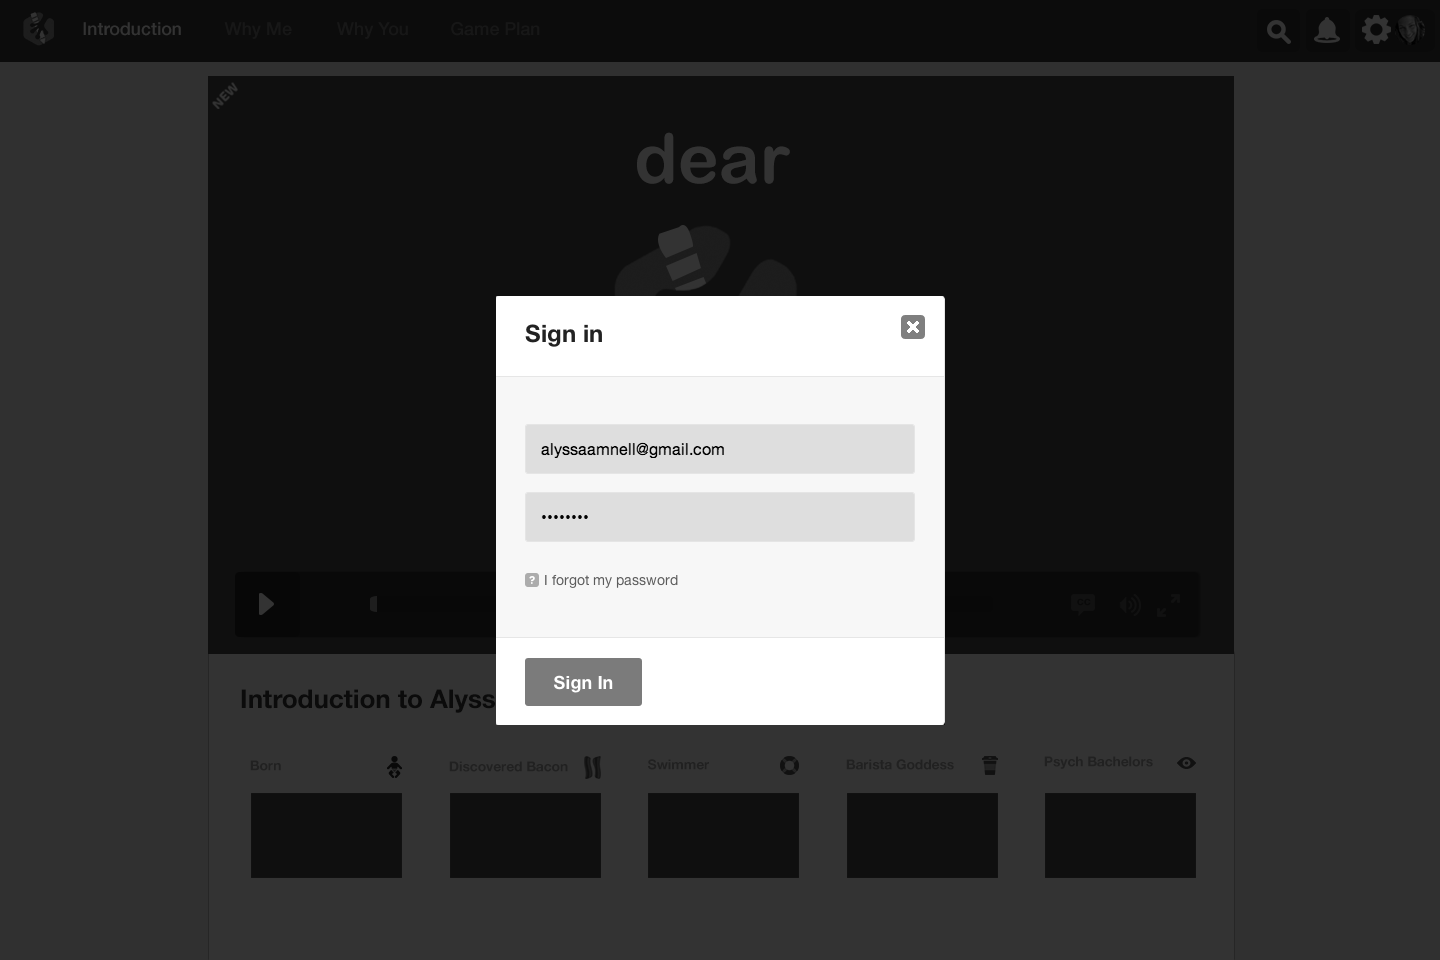 Introduction
Why Me
Why You
Game Plan
NEW
dear
Sign in
alyssaamnell@gmail.com
••••••••
? I forgot my password
Sign In
Introduction to Alyss
Born
Discovered Bacon
Swimmer
Barista Goddess
Psych Bachelors